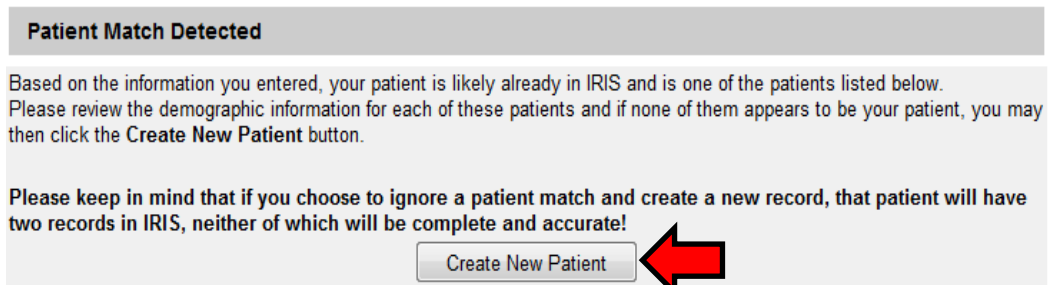 Patient Match Detected
Based on the information you entered, your patient is likely already in IRIS and is one of the patients listed below.
Please review the demographic information for each of these patients and if none of them appears to be your patient, you may
then click the Create New Patient button.
Please keep in mind that if you choose to ignore a patient match and create a new record, that patient will have
two records in IRIS, neither of which will be complete and accurate!
Create New Patient